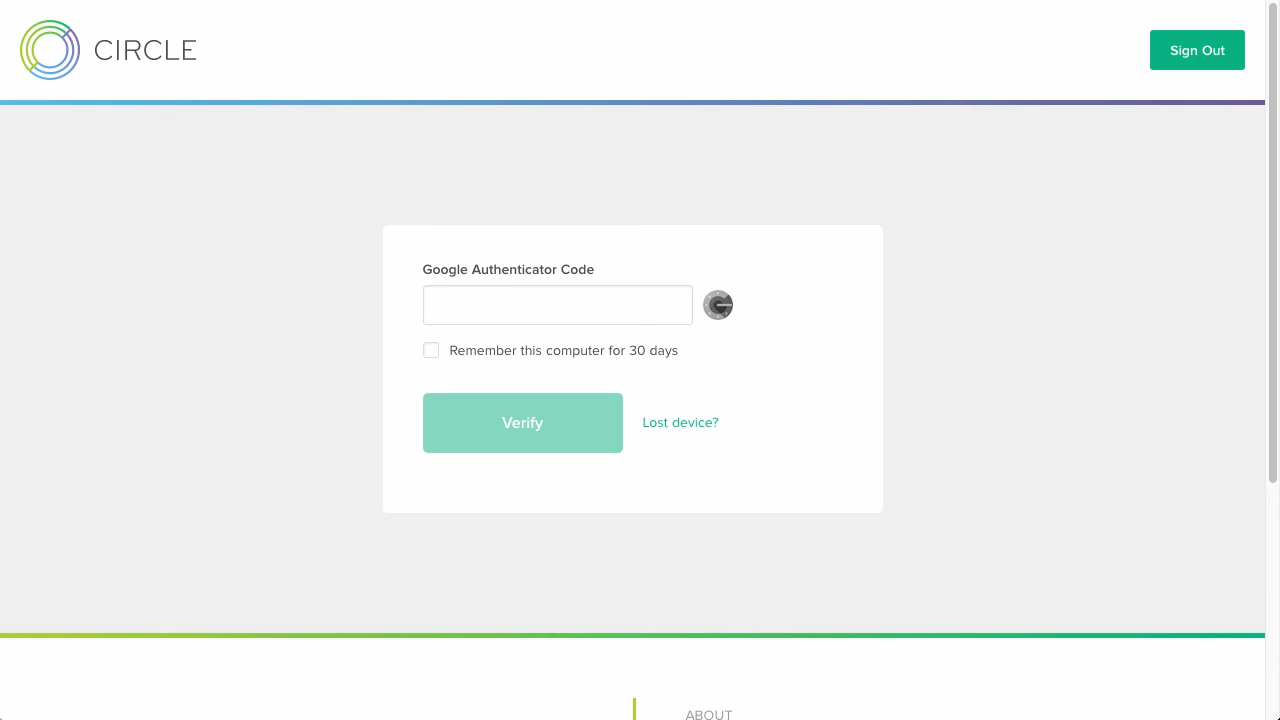 CIRCLE
Sign Out
Google Authenticator Code
Remember this computer for 30 days
Verify
Lost device?
ABOUT